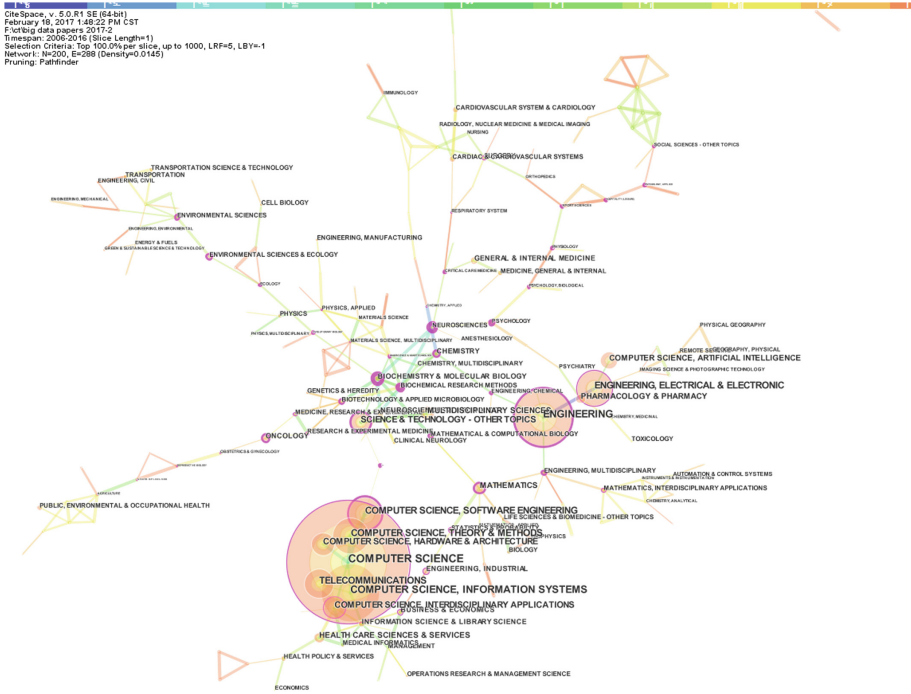 CiteSpace, v. 5.0.R1 SE (64-bit)
February 18, 2017 1:48:22 PM CST
Timespan: 2006-2016 (Slice Length=1)
Selection Criteria: Top 100.0% per slice, up to 1000, LRF=5, LBY=-1
Network: N=200, E=288 (Density=0.0145)
Pruning: Pathfinder
IMMUNOLOGY
CARDIOVASCULAR SYSTEM & CARDIOLOGY
RADIOLOGY, NUCLEAR MEDICINE & MEDICAL IMAGING
NURSING
SOCIAL SCIENCES - OTHER TOPICS
CARDIAC & CARDIOVASCULAR SYSTEMS
SURGERY
TRANSPORTATION SCIENCE & TECHNOLOGY
TRANSPORTATION
ENGINEERING, CIVIL
ORTHOPEDICS
ENGINEERING, MECHANICAL
CELL BIOLOGY
RESPIRATORY SYSTEM
ENVIRONMENTAL SCIENCES
ENGINEERING, ENVIRONMENTAL
ENGINEERING, MANUFACTURING
ENERGY & FUELS
GREEN & SUSTAINABLE SCIENCE & TECHNOLOGY
PHYSIOLOGY
ENVIRONMENTAL SCIENCES & ECOLOGY
GENERAL & INTERNAL MEDICINE
CRITICAL CARE MEDICINE
MEDICINE, GENERAL & INTERNAL
ECOLOGY
PSYCHOLOGY, BIOLOGICAL
CHEMISTRY, APPLIED
PHYSICS, APPLIED
PHYSICS
MATERIALS SCIENCE
NEUROSCIENCES
PSYCHOLOGY
PHYSICAL GEOGRAPHY
PHYSICS, MULTIDISCIPLINARY
MATERIALS SCIENCE, MULTIDISCIPLINARY
ANESTHESIOLOGY
CHEMISTRY
GEOGRAPHY, PHYSICAL
COMPUTER SCIENCE, ARTIFICIAL INTELLIGENCE
CHEMISTRY, MULTIDISCIPLINARY
PSYCHIATRY
IMAGING SCIENCE & PHOTOGRAPHIC TECHNOLOGY
BIOCHEMISTRY & MOLECULAR BIOLOGY
BIOCHEMICAL RESEARCH METHODS
ENGINEERING, ELECTRICAL & ELECTRONIC
GENETICS & HEREDITY
ENGINEERING, CHEMICAL
PHARMACOLOGY & PHARMACY
BIOTECHNOLOGY & APPLIED MICROBIOLOGY
MULTIDISCIPLINARY SCIENCES
ENGINEERING
CHEMISTRY, MEDICINAL
SCIENCE & TECHNOLOGY - OTHER TOPICS
RESEARCH & EXPERIMENTAL MEDICINE
MATHEMATICAL & COMPUTATIONAL BIOLOGY
ONCOLOGY
CLINICAL NEUROLOGY
TOXICOLOGY
OBSTETRICS & GYNECOLOGY
ENGINEERING, MULTIDISCIPLINARY
AUTOMATION & CONTROL SYSTEMS
INSTRUMENTS & INSTRUMENTATION
MATHEMATICS
MATHEMATICS, INTERDISCIPLINARY APPLICATIONS
CHEMISTRY, ANALYTICAL
PUBLIC, ENVIRONMENTAL & OCCUPATIONAL HEALTH
COMPUTER SCIENCE, SOFTWARE ENGINEERING
LIFE SCIENCES & BIOMEDICINE - OTHER TOPICS
COMPUTER SCIENCE, THEORY & METHODS
COMPUTER SCIENCE, HARDWARE & ARCHITECTURE
BIOLOGY
COMPUTER SCIENCE
ENGINEERING, INDUSTRIAL
TELECOMMUNICATIONS
COMPUTER SCIENCE, INFORMATION SYSTEMS
COMPUTER SCIENCE, INTERDISCIPLINARY APPLICATIONS
BUSINESS & ECONOMICS
INFORMATION SCIENCE & LIBRARY SCIENCE
HEALTH CARE SCIENCES & SERVICES
MEDICAL INFORMATICS
MANAGEMENT
HEALTH POLICY & SERVICES
OPERATIONS RESEARCH & MANAGEMENT SCIENCE
ECONOMICS